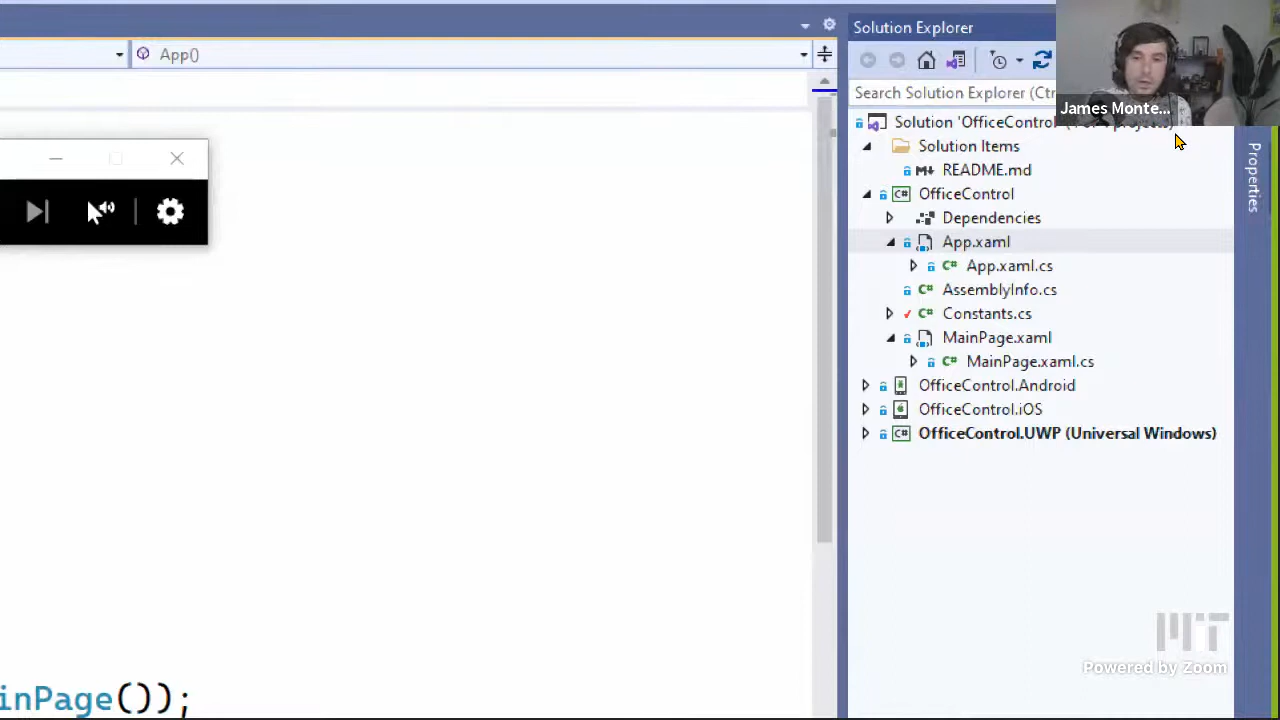 App()
Solution Explorer
Search Solution Explorer (Ctr
James Monte...
Solution 'OfficeControl
Solution Items
README.md
OfficeControl
Dependencies
App.xaml
App.xaml.cs
AssemblyInfo.cs
Constants.cs
MainPage.xaml
MainPage.xaml.cs
OfficeControl.Android
OfficeControl.iOS
OfficeControl.UWP (Universal Windows)
Properties
MIT
Powered by Zoom
inPage());